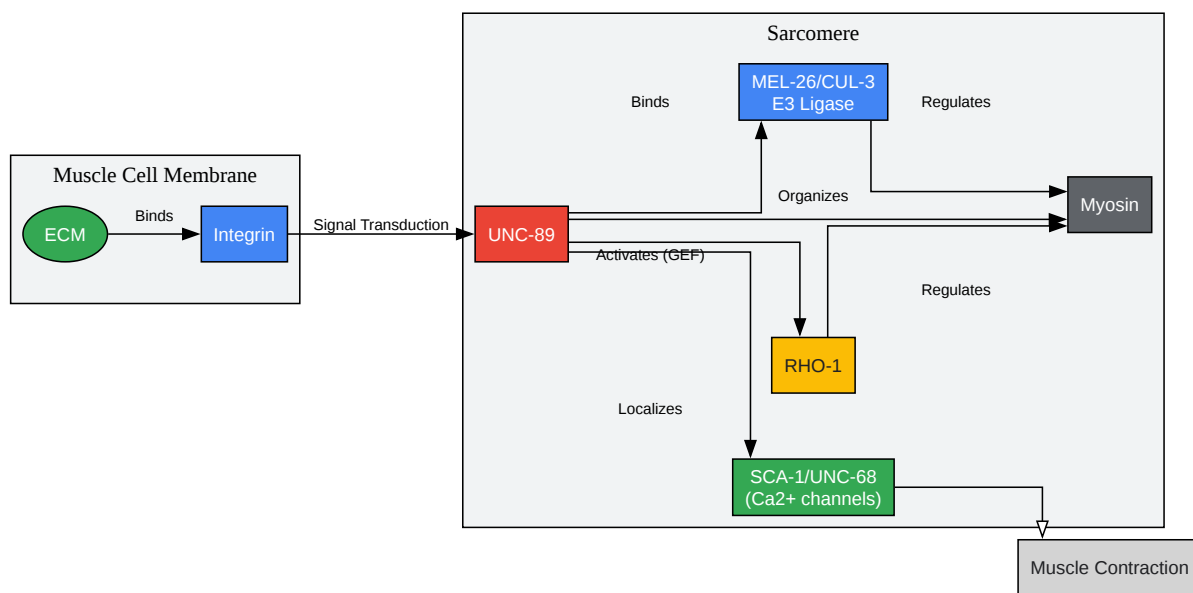 Sarcomere
MEL-26/CUL-3
E3 Ligase
Binds
Regulates
Muscle Cell Membrane
ECM
Binds
Integrin
Signal Transduction
UNC-89
Organizes
Myosin
Activates (GEF)
Regulates
RHO-1
Localizes
SCA-1/UNC-68
(Ca2+ channels)
Muscle Contraction